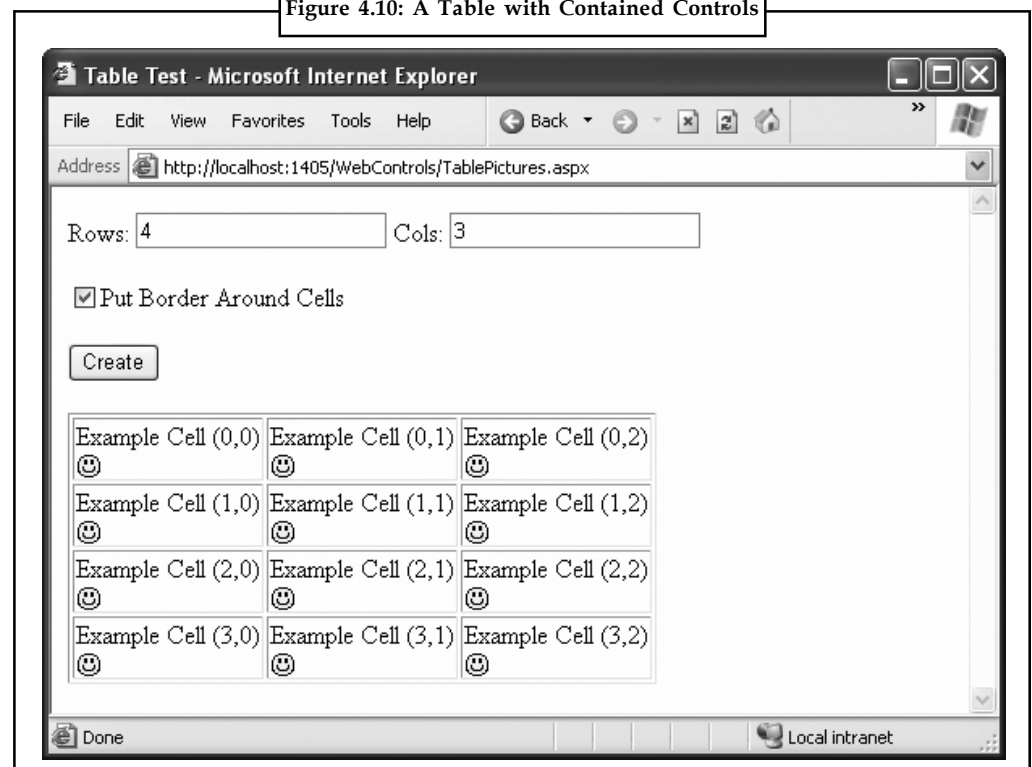 Figure 4.10: A Table with Contained Controls
Table Test - Microsoft Internet Explorer
File Edit View Favorites Tools Help Back »
Address http://localhost:1405/WebControls/TablePictures.aspx
Rows: 4 Cols: 3
Put Border Around Cells
Create
Example Cell (0,0) Example Cell (0,1) Example Cell (0,2)
Example Cell (1,0) Example Cell (1,1) Example Cell (1,2)
Example Cell (2,0) Example Cell (2,1) Example Cell (2,2)
Example Cell (3,0) Example Cell (3,1) Example Cell (3,2)
Done Local intranet